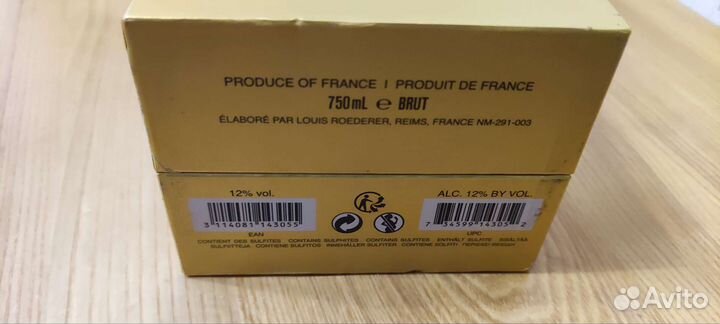 PRODUCE OF FRANCE | PRODUIT DE FRANCE
750mL ℮ BRUT
ÉLABORÉ PAR LOUIS ROEDERER, REIMS, FRANCE NM-291-003
12% vol.
ALC. 12% BY VOL.
3 114081 143055
7 34599 14305 2
EAN
UPC
CONTIENT DES SULFITES CONTAINS SULPHITES CONTAINS SULFITES ENTHÄLT SULFITE SISÄLTÄÄ
SULFIITTEJA CONTIENE SULFITOS INNEHÅLLER SULFITER CONTIENE SOLFITI
Avito